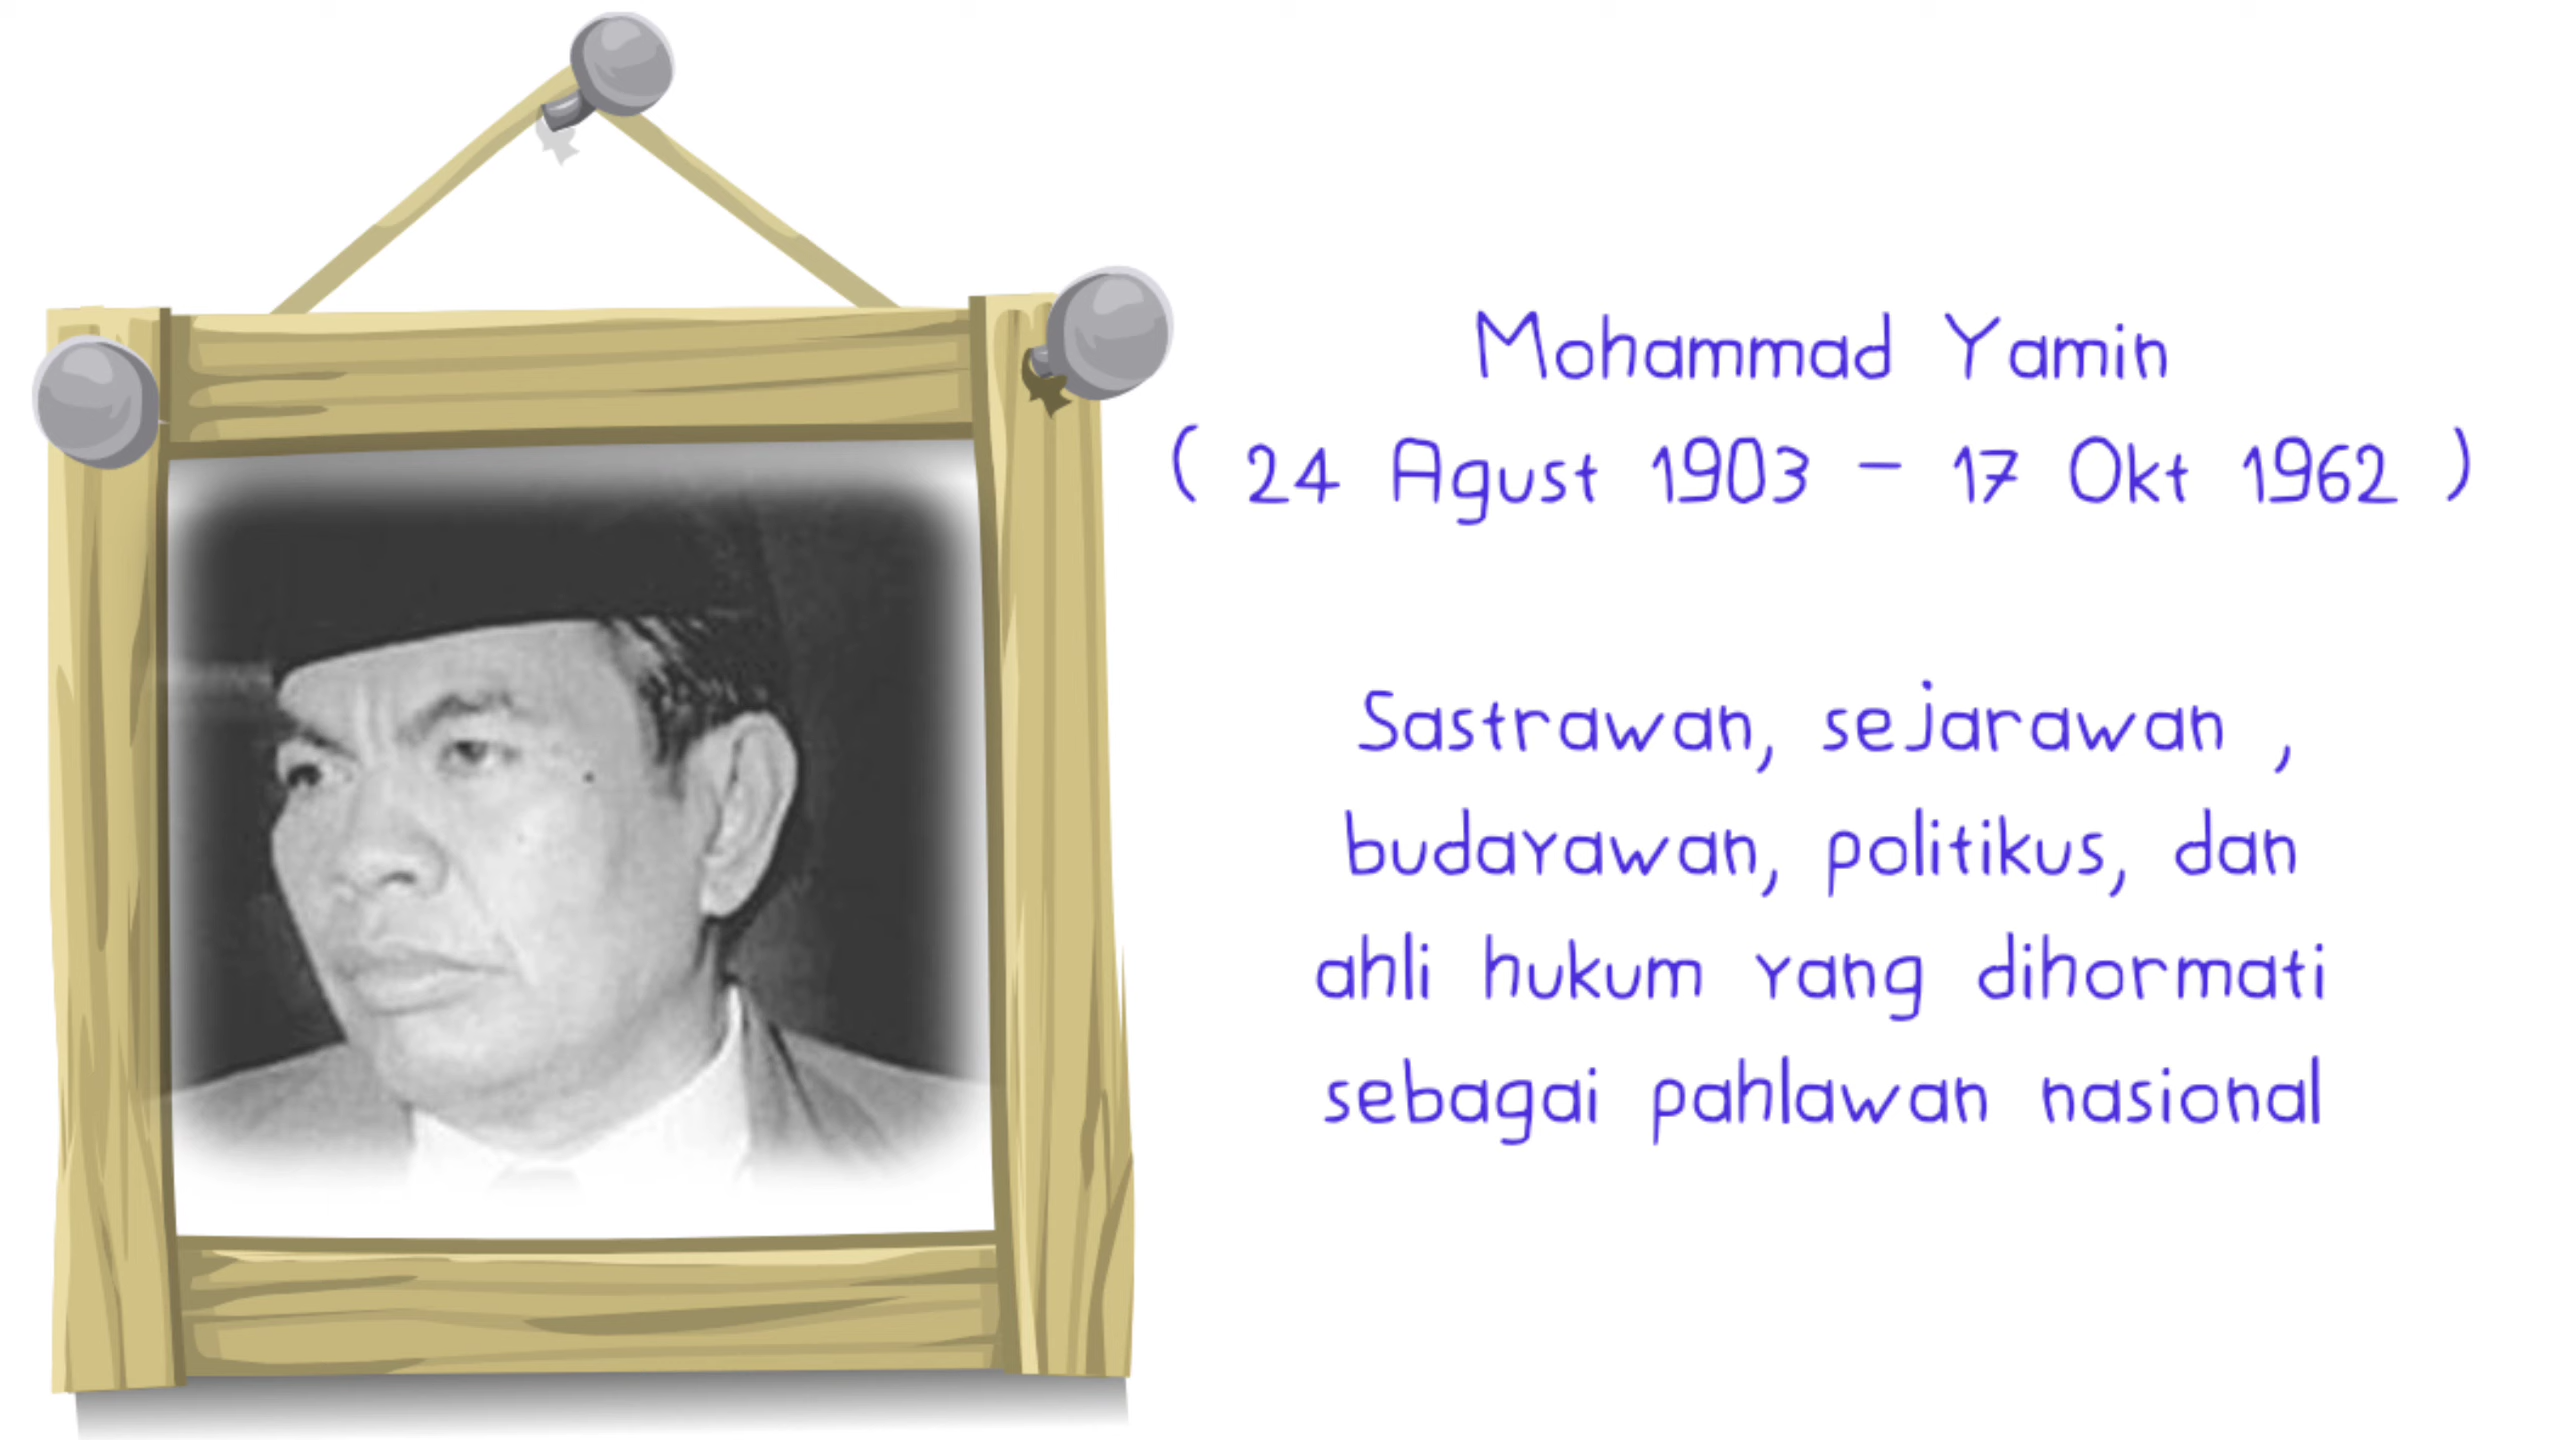 Mohammad Yamin
( 24 Agust 1903 - 17 Okt 1962 )
Sastrawan, sejarawan ,
budayawan, politikus, dan
ahli hukum yang dihormati
sebagai pahlawan nasional